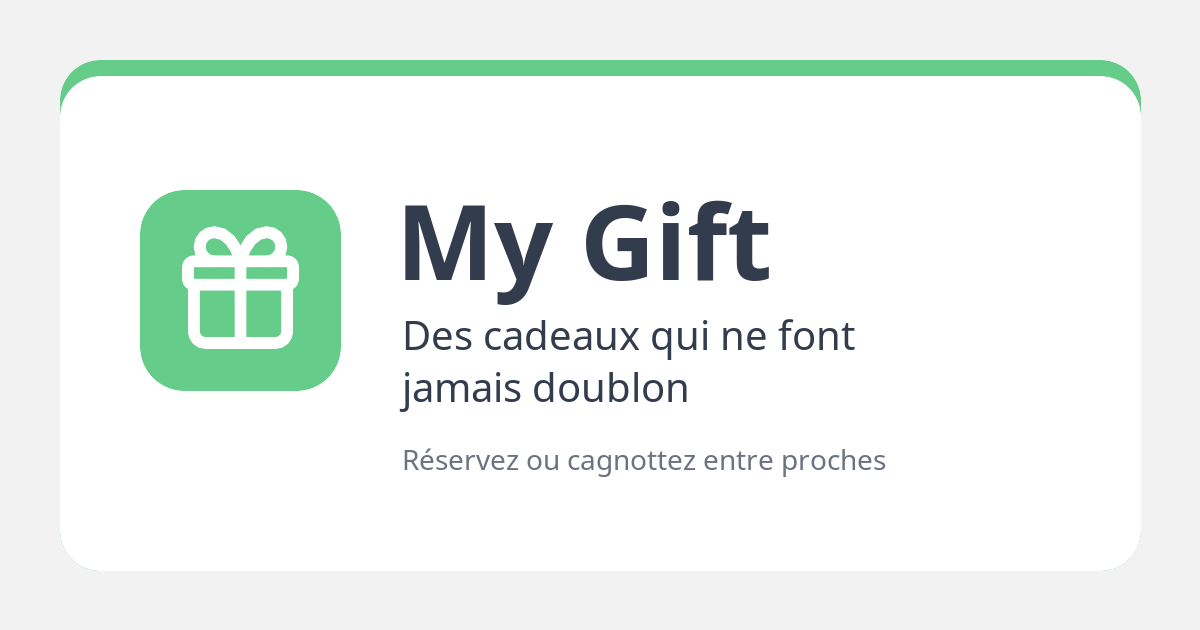 My Gift
Des cadeaux qui ne font
jamais doublon
Réservez ou cagnottez entre proches